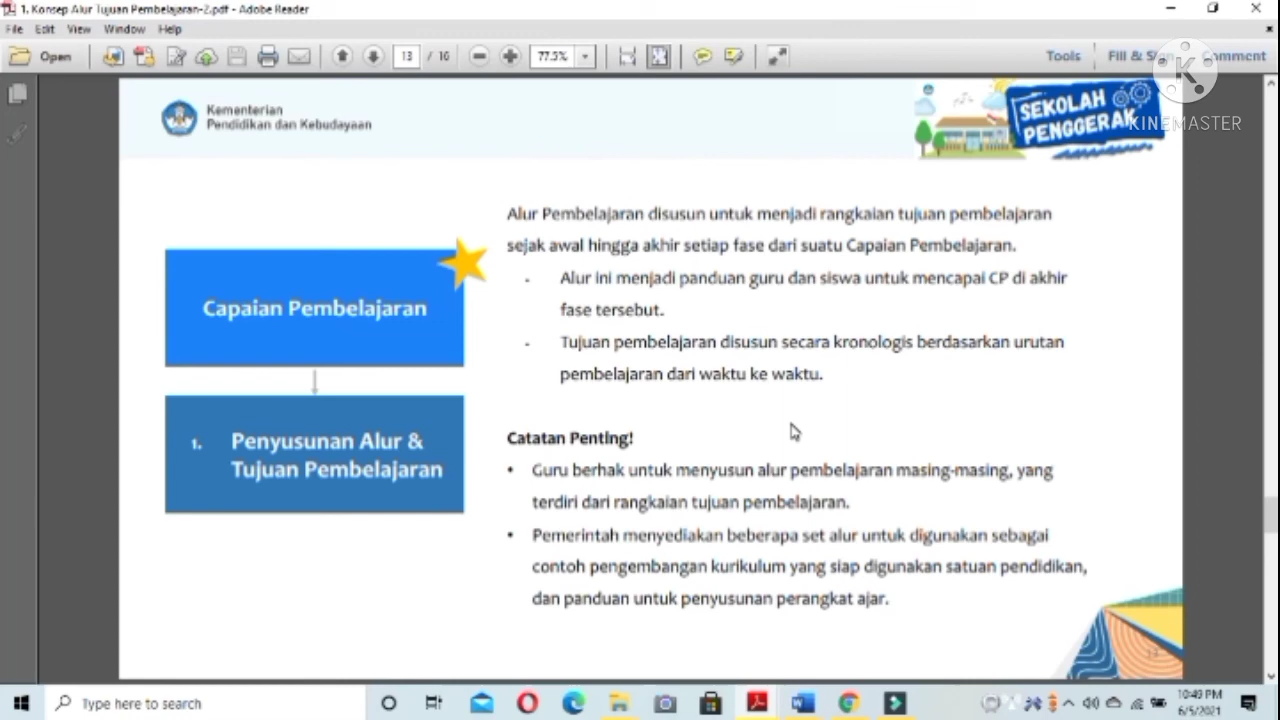 1. Konsep Alur Tujuan Pembelajaran-2.pdf - Adobe Reader
File Edit View Window Help
Open 13 / 16 77.5% Tools Fill & Sign Comment
K
KINEMASTER
Kementerian
Pendidikan dan Kebudayaan
SEKOLAH
PENGGERAK
Alur Pembelajaran disusun untuk menjadi rangkaian tujuan pembelajaran
sejak awal hingga akhir setiap fase dari suatu Capaian Pembelajaran.
- Alur ini menjadi panduan guru dan siswa untuk mencapai CP di akhir
fase tersebut.
- Tujuan pembelajaran disusun secara kronologis berdasarkan urutan
pembelajaran dari waktu ke waktu.
Capaian Pembelajaran
1. Penyusunan Alur &
Tujuan Pembelajaran
Catatan Penting!
• Guru berhak untuk menyusun alur pembelajaran masing-masing, yang
terdiri dari rangkaian tujuan pembelajaran.
• Pemerintah menyediakan beberapa set alur untuk digunakan sebagai
contoh pengembangan kurikulum yang siap digunakan satuan pendidikan,
dan panduan untuk penyusunan perangkat ajar.
13
Type here to search
10:49 PM
6/5/2021